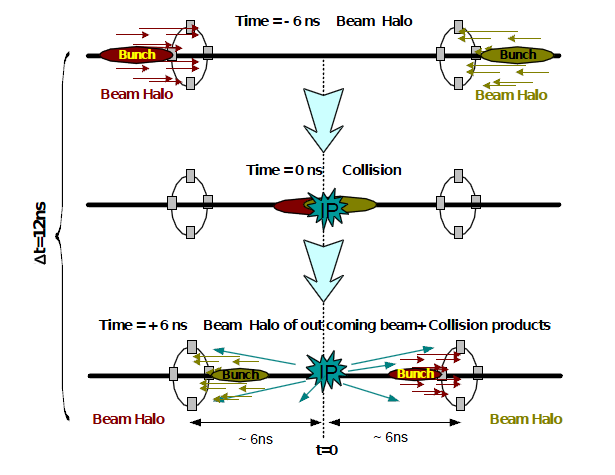 Time = - 6 ns Beam Halo
Bunch
Bunch
Beam Halo
Beam Halo
Time = 0 ns Collision
IP
Δt=12ns
Time = + 6 ns Beam Halo of out coming beam+ Collision products
IP
Bunch
Bunch
Beam Halo
Beam Halo
~ 6ns
~ 6ns
t=0